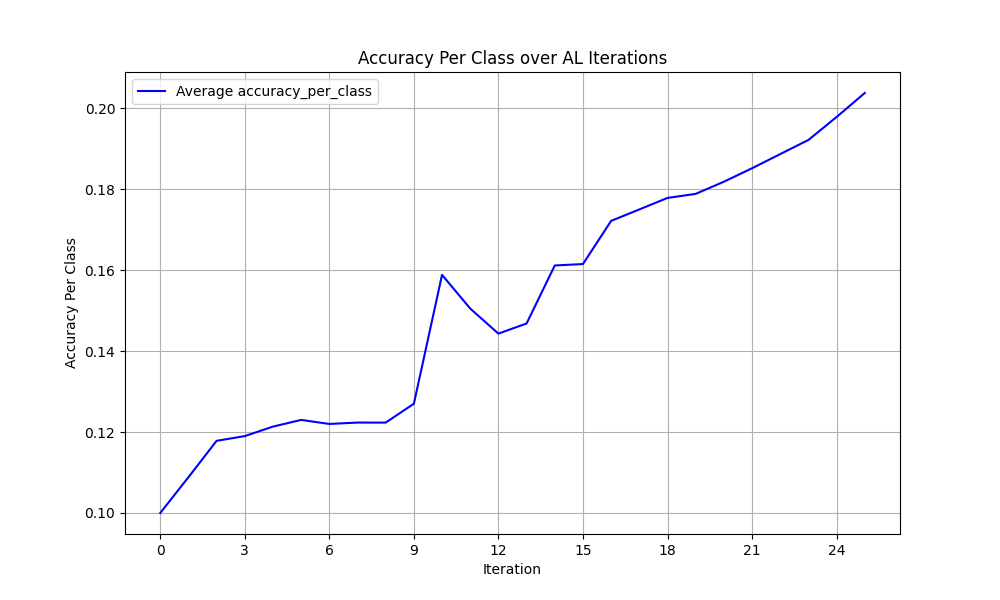 Accuracy Per Class over AL Iterations
Average accuracy_per_class
0.20
0.18
0.16
0.14
0.12
0.10
Accuracy Per Class
0 3 6 9 12 15 18 21 24
Iteration